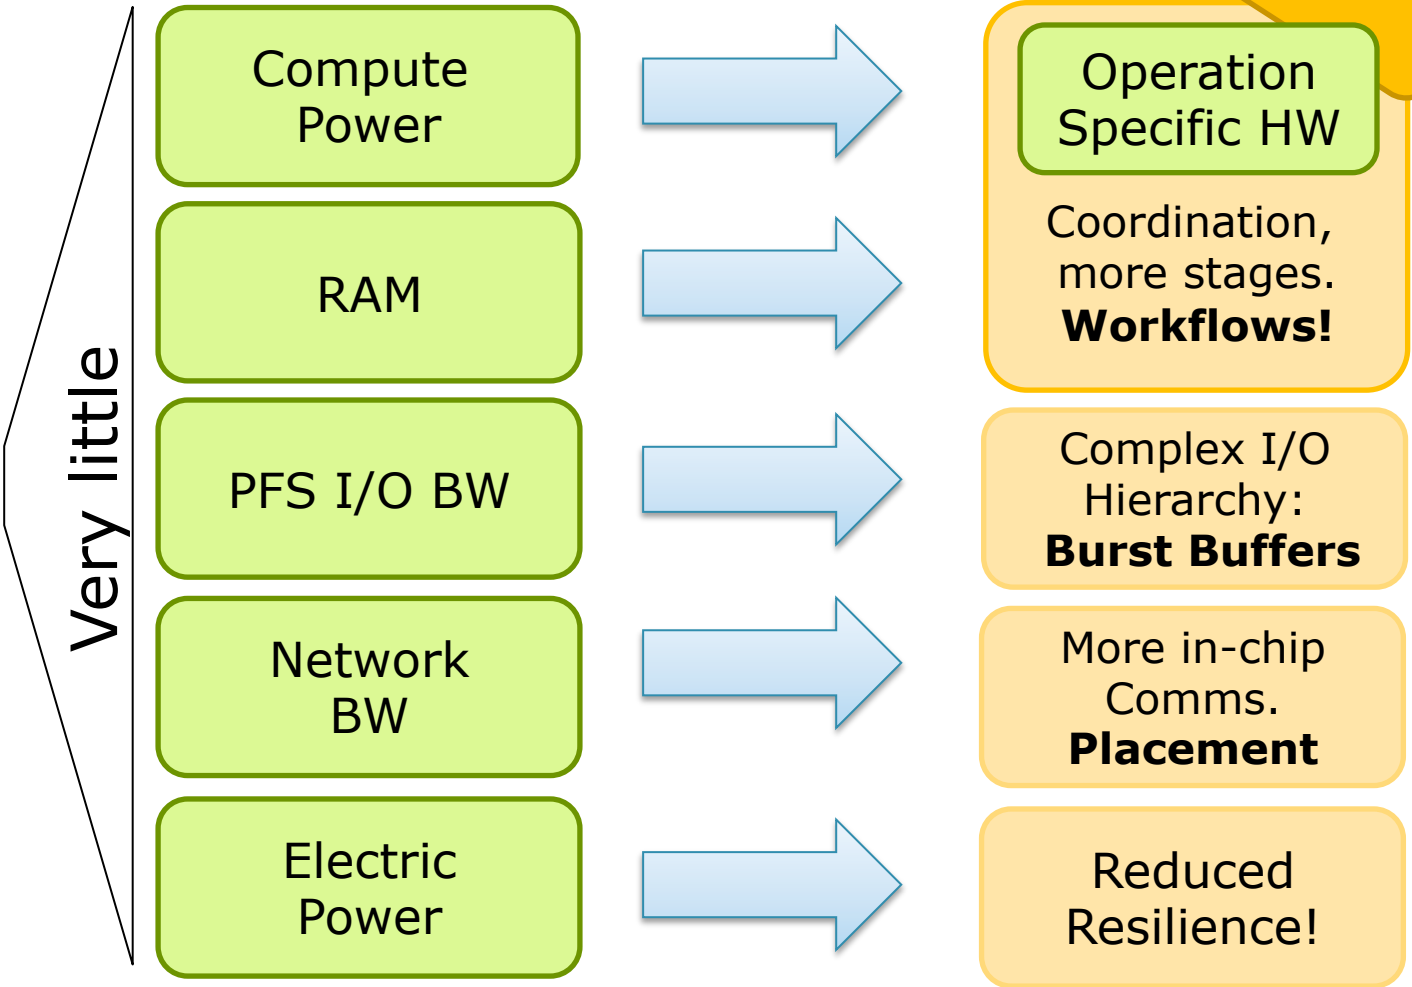 Very little
Compute
Power
Operation
Specific HW
RAM
Coordination,
more stages.
Workflows!
PFS I/O BW
Complex I/O
Hierarchy:
Burst Buffers
Network
BW
More in-chip
Comms.
Placement
Electric
Power
Reduced
Resilience!